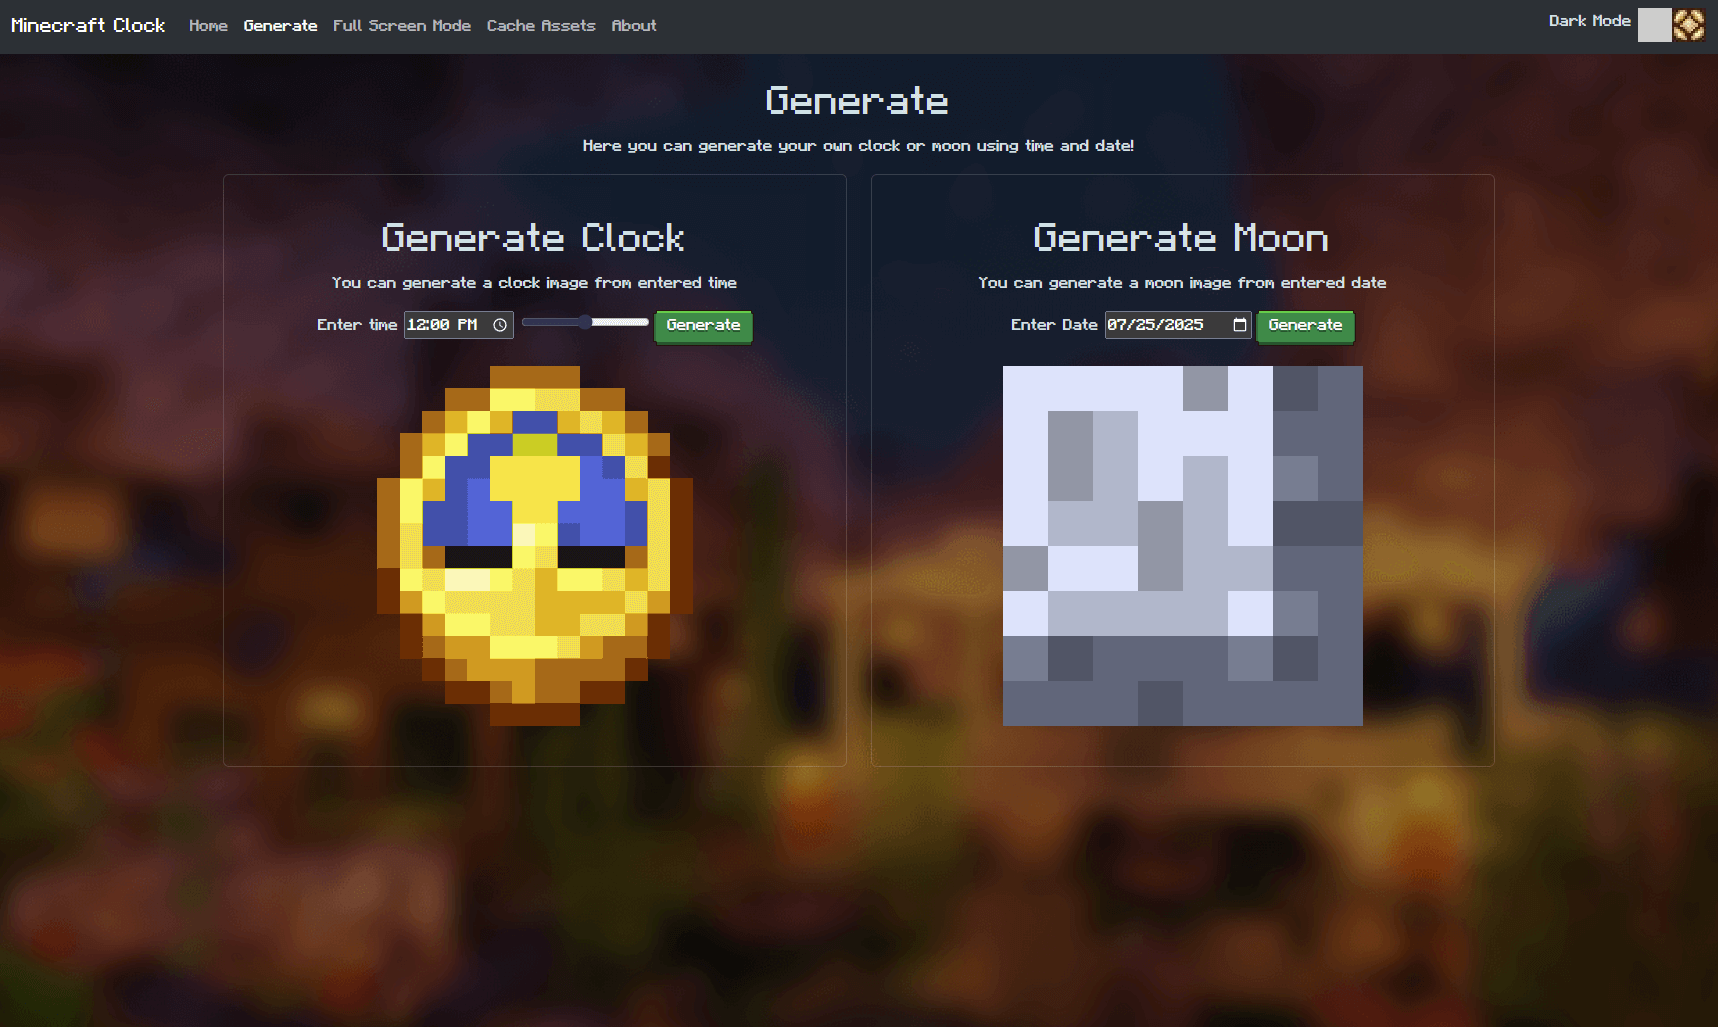 Minecraft Clock Home Generate Full Screen Mode Cache Assets About Dark Mode
Generate
Here you can generate your own clock or moon using time and date!
Generate Clock
You can generate a clock image from entered time
Enter time 12:00 PM Generate
Generate Moon
You can generate a moon image from entered date
Enter Date 07/25/2025 Generate